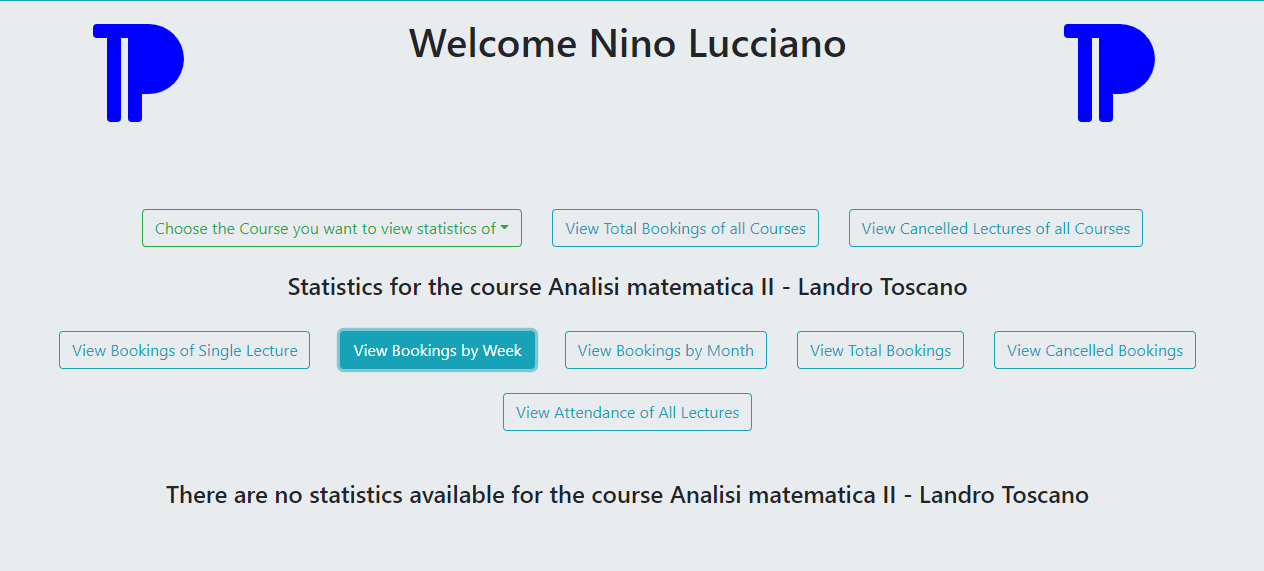 Welcome Nino Lucciano
Choose the Course you want to view statistics of
View Total Bookings of all Courses
View Cancelled Lectures of all Courses
Statistics for the course Analisi matematica II - Landro Toscano
View Bookings of Single Lecture
View Bookings by Week
View Bookings by Month
View Total Bookings
View Cancelled Bookings
View Attendance of All Lectures
There are no statistics available for the course Analisi matematica II - Landro Toscano